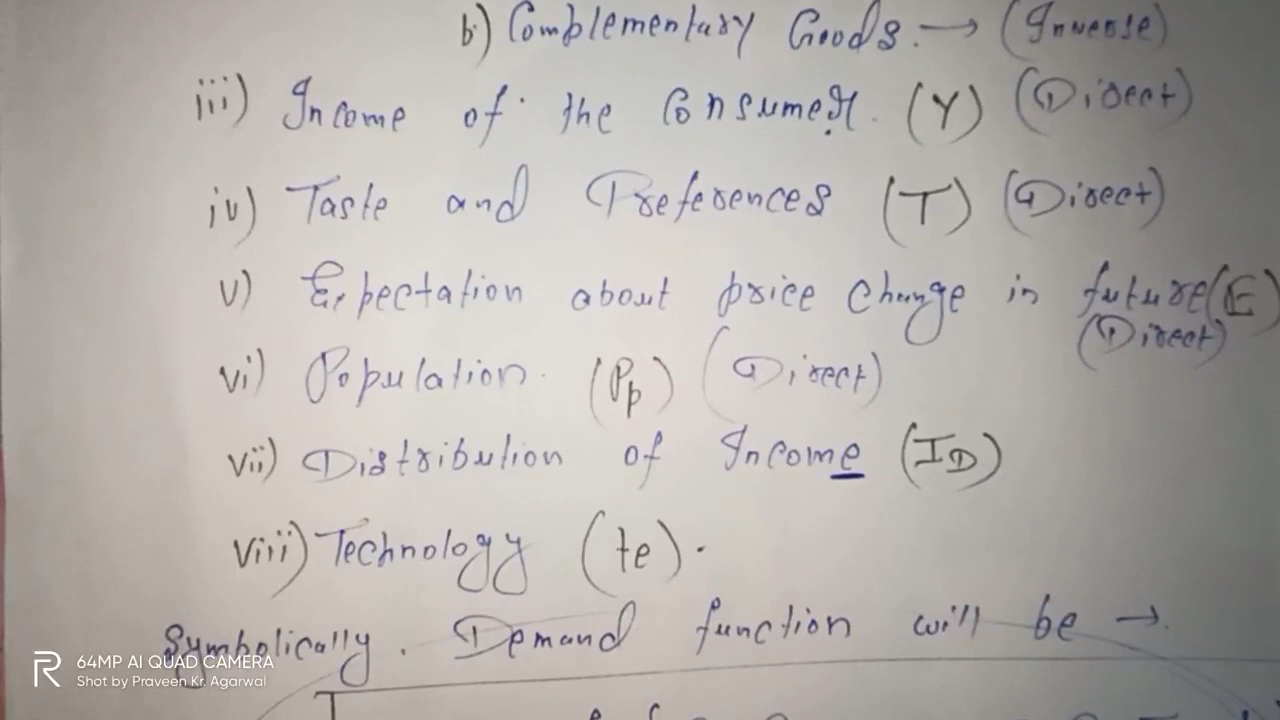 b) Complementary Goods. → (Inverse)
iii) Income of the Consumer. (Y) (Direct)
iv) Taste and Preferences (T) (Direct)
v) Expectation about price change in future (E)
(Direct)
vi) Population. (Pp) (Direct)
vii) Distribution of Income (ID)
viii) Technology (te).
Symbolically. Demand function will be →.
64MP AI QUAD CAMERA
Shot by Praveen Kr. Agarwal